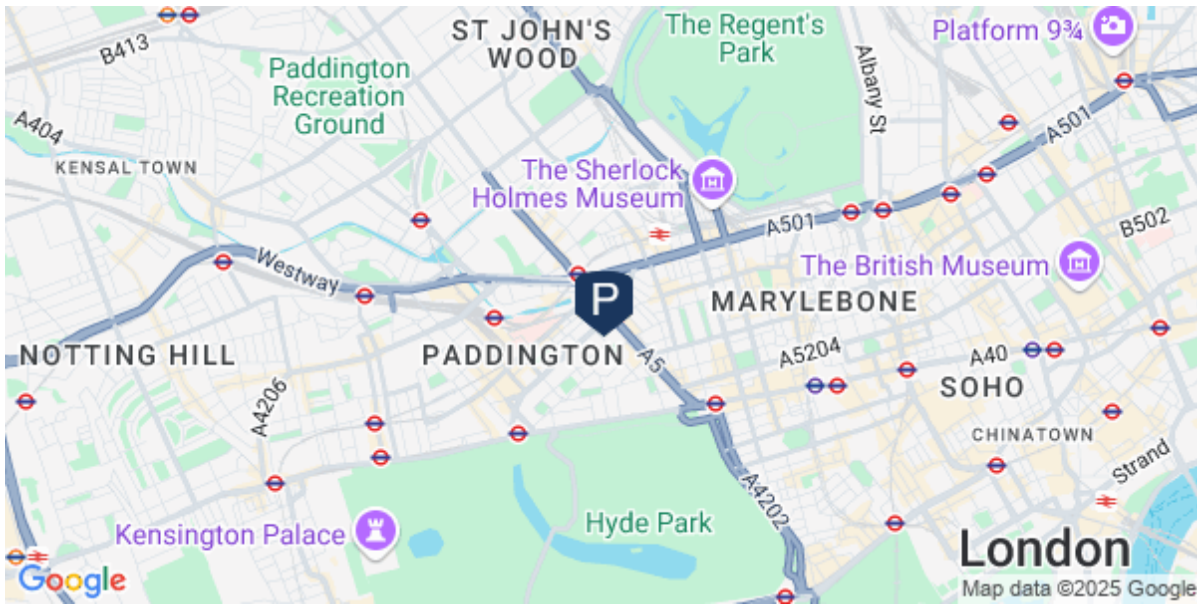 B413
ST JOHN'S
WOOD
The Regent's
Park
Platform 9¾
Paddington
Recreation
Ground
Albany St
A404
A501
KENSAL TOWN
The Sherlock
Holmes Museum
A501
B502
Westway
The British Museum
P
MARYLEBONE
NOTTING HILL
PADDINGTON
A5
A5204
A40
SOHO
A4206
CHINATOWN
Strand
A4202
Kensington Palace
Hyde Park
London
Google
Map data ©2025 Google